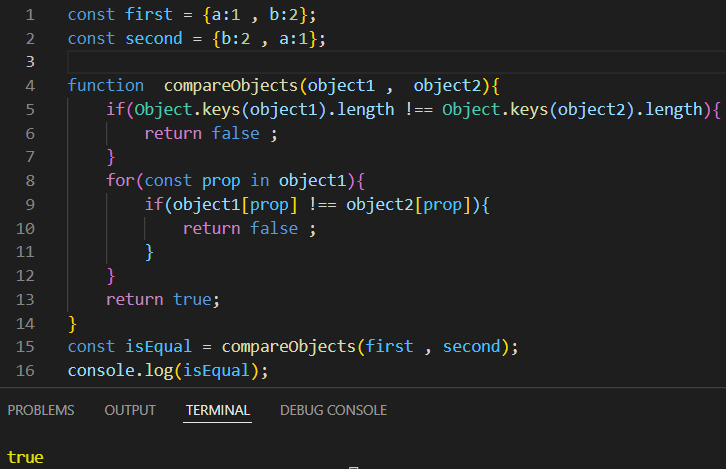 1 const first = {a:1 , b:2};
2 const second = {b:2 , a:1};
3
4 function  compareObjects(object1 ,  object2){
5     if(Object.keys(object1).length !== Object.keys(object2).length){
6         return false ;
7     }
8     for(const prop in object1){
9         if(object1[prop] !== object2[prop]){
10             return false ;
11         }
12     }
13     return true;
14 }
15 const isEqual = compareObjects(first , second);
16 console.log(isEqual);
PROBLEMS OUTPUT TERMINAL DEBUG CONSOLE
true